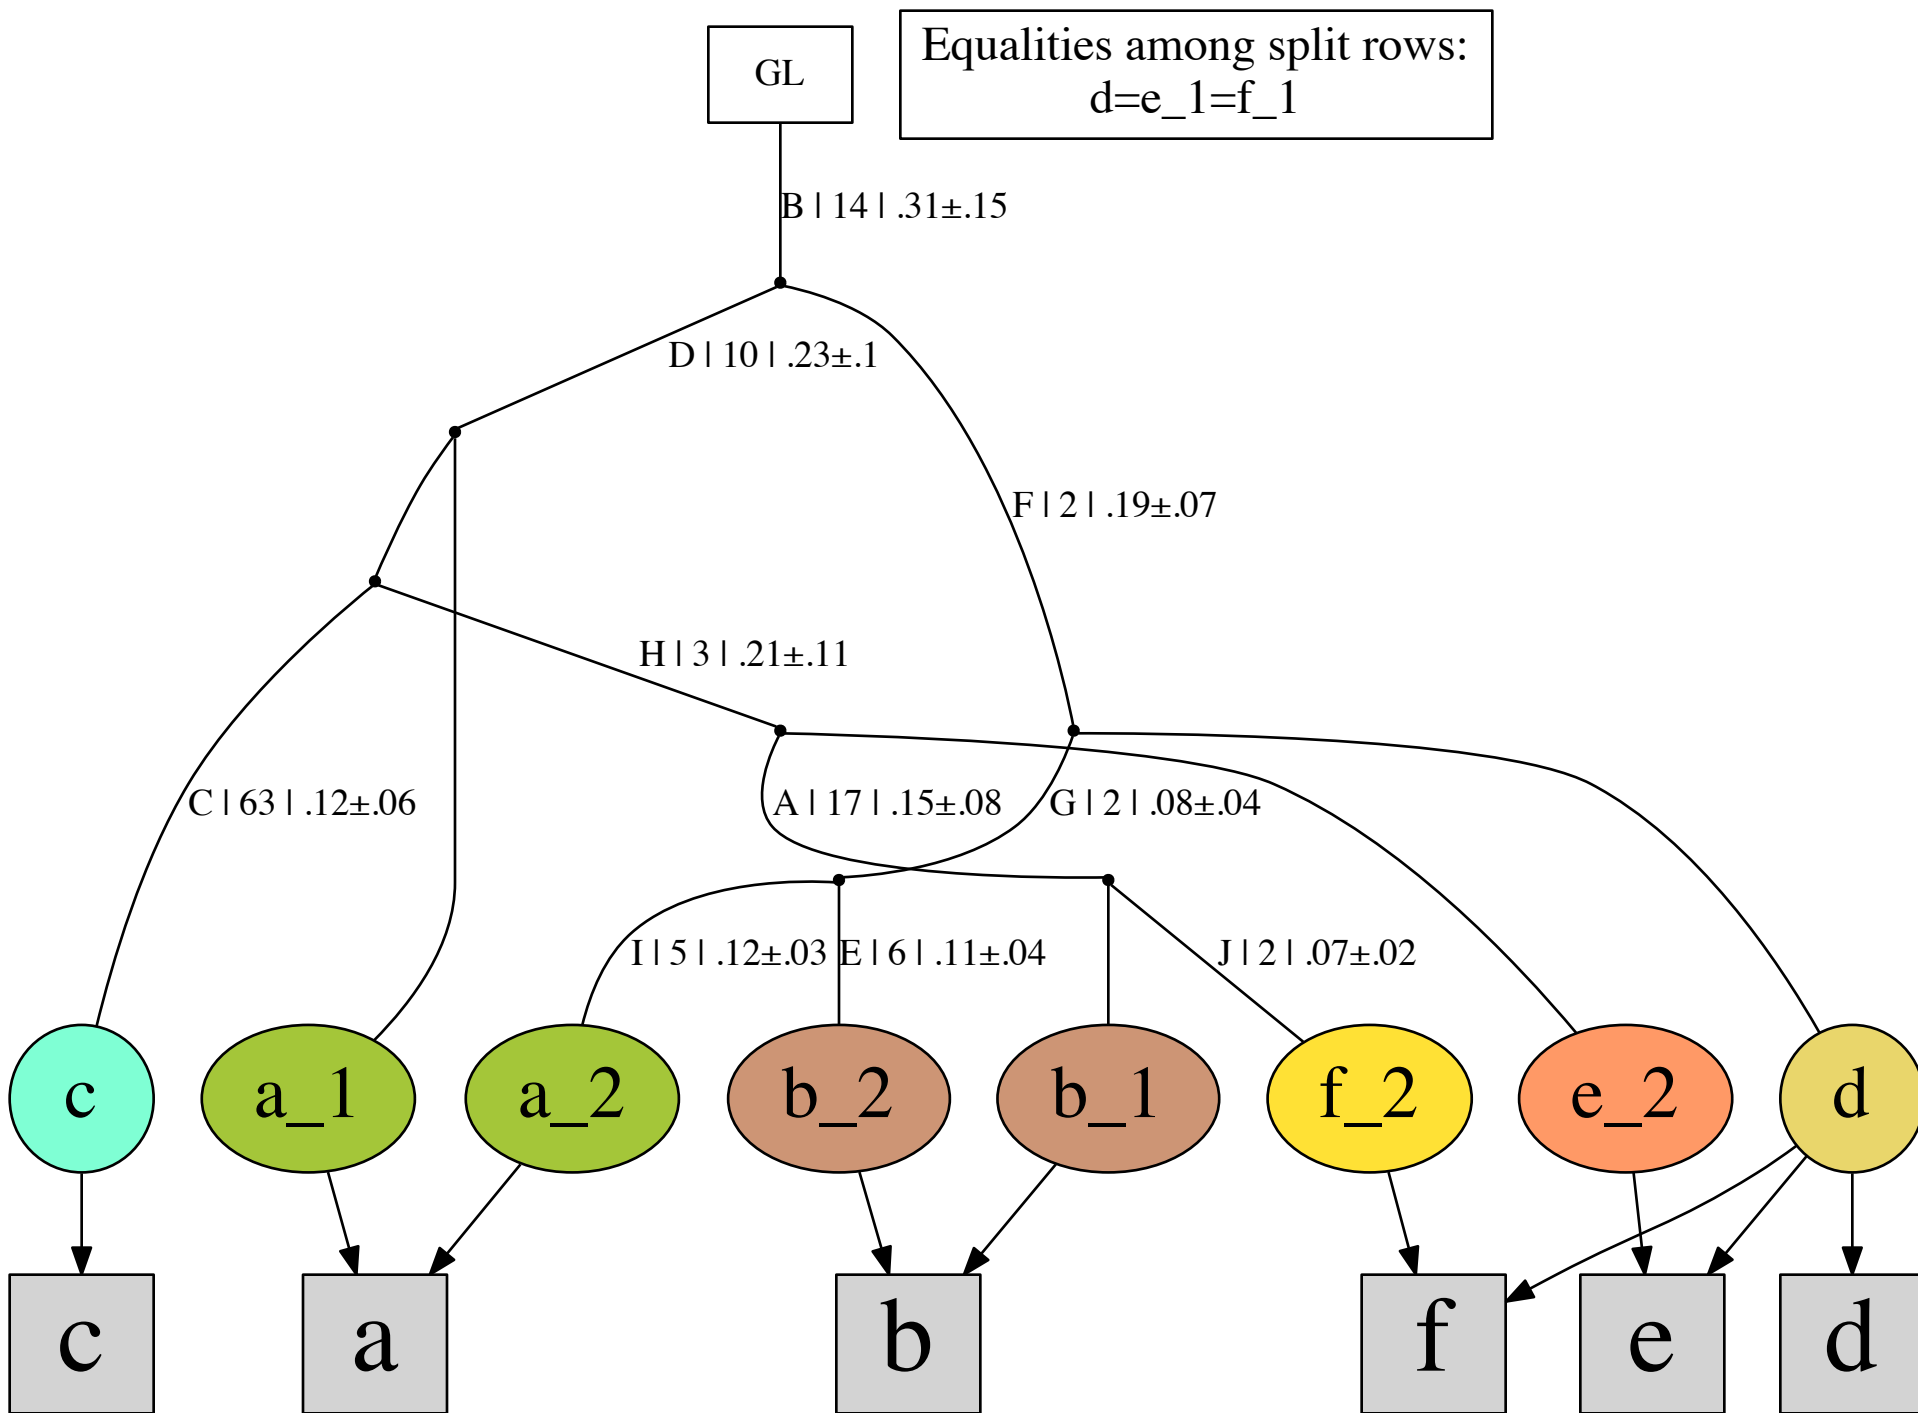 GL
Equalities among split rows:
d=e_1=f_1
B | 14 | .31±.15
D | 10 | .23±.1
F | 2 | .19±.07
H | 3 | .21±.11
C | 63 | .12±.06
A | 17 | .15±.08
G | 2 | .08±.04
I | 5 | .12±.03
E | 6 | .11±.04
J | 2 | .07±.02
c
a_1
a_2
b_2
b_1
f_2
e_2
d
c
a
b
f
e
d